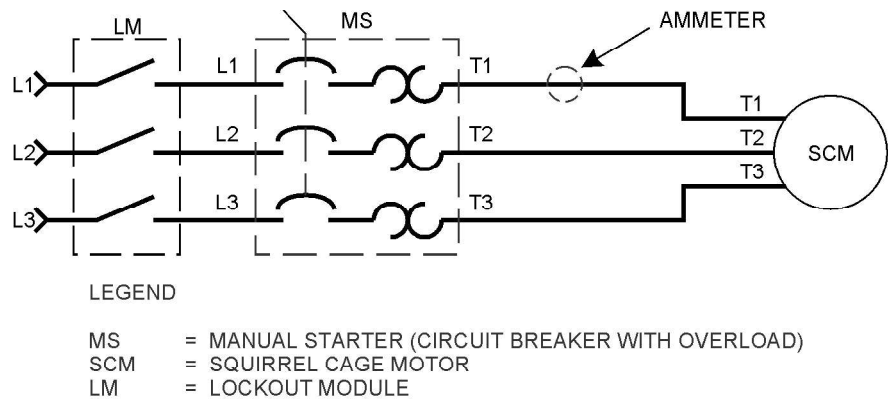 LM
MS
AMMETER
L1
L1
T1
T1
L2
L2
T2
T2
SCM
L3
L3
T3
T3
LEGEND
MS = MANUAL STARTER (CIRCUIT BREAKER WITH OVERLOAD)
SCM = SQUIRREL CAGE MOTOR
LM = LOCKOUT MODULE